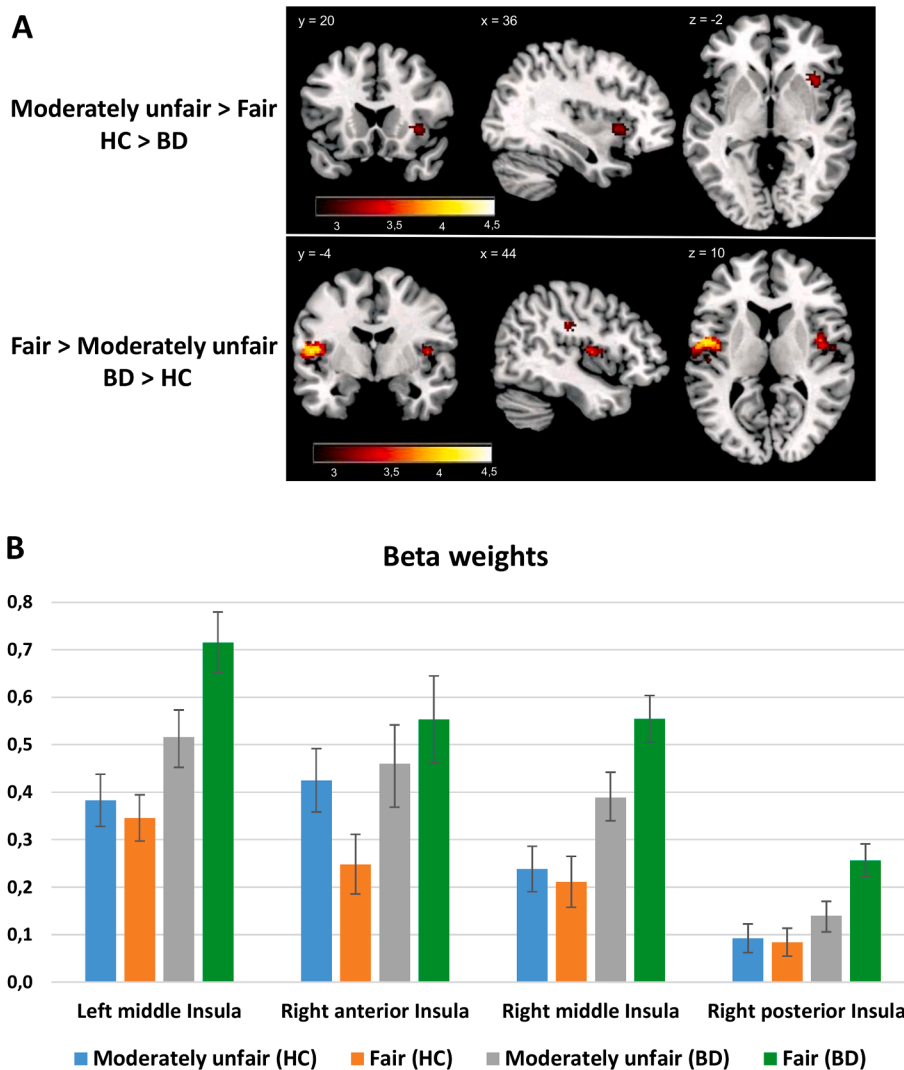 A
y = 20
x = 36
z = -2
Moderately unfair > Fair
HC > BD
3
3,5
4
4,5
y = -4
x = 44
z = 10
Fair > Moderately unfair
BD > HC
3
3,5
4
4,5
B
Beta weights
0,8
0,7
0,6
0,5
0,4
0,3
0,2
0,1
0,0
Left middle Insula
Right anterior Insula
Right middle Insula
Right posterior Insula
Moderately unfair (HC)
Fair (HC)
Moderately unfair (BD)
Fair (BD)